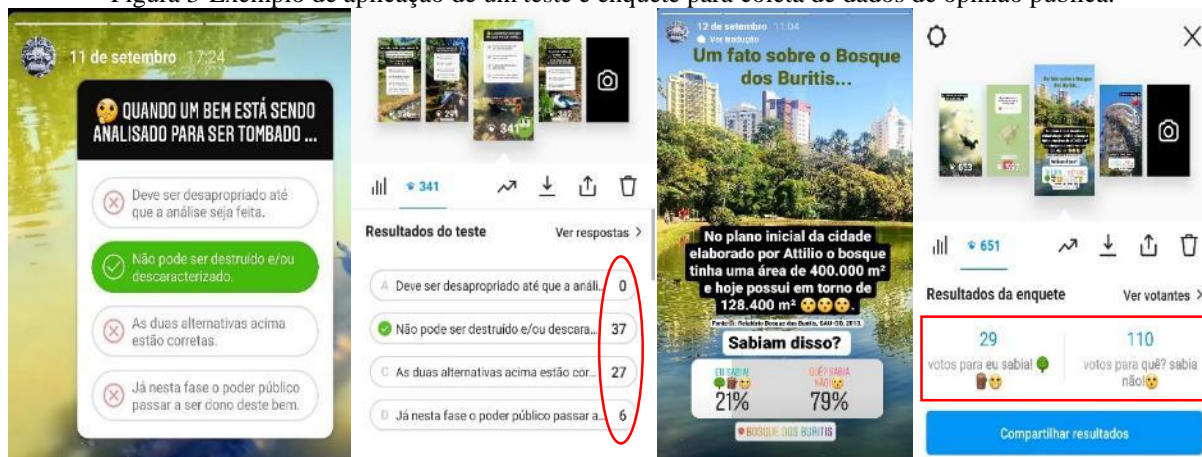 Figura 3-Exemplo de aplicação de um teste e enquete para coleta de dados de opinião pública.
11 de setembro 17:24
QUANDO UM BEM ESTÁ SENDO
ANALISADO PARA SER TOMBADO ...
Deve ser desapropriado até
que a análise seja feita.
Não pode ser destruído e/ou
descaracterizado.
As duas alternativas acima
estão corretas.
Já nesta fase o poder público
passar a ser dono deste bem.
326
291
341
342
341
Resultados do teste
Ver respostas >
A Deve ser desapropriado até que a análi... 0
Não pode ser destruído e/ou descara... 37
C As duas alternativas acima estão cor... 27
D Já nesta fase o poder público passar a... 6
12 de setembro 11:04
Ver tradução
Um fato sobre o Bosque
dos Buritis...
No plano inicial da cidade
elaborado por Attilio o bosque
tinha uma área de 400.000 m²
e hoje possui em torno de
128.400 m² 😳😳😳.
Sabiam disso?
EU SABIA!
QUÊ? SABIA
NÃO!
21%
79%
BOSQUE DOS BURITIS
653
651
Resultados da enquete
Ver votantes >
29
votos para eu sabia!
110
votos para quê? sabia
não!
Compartilhar resultados